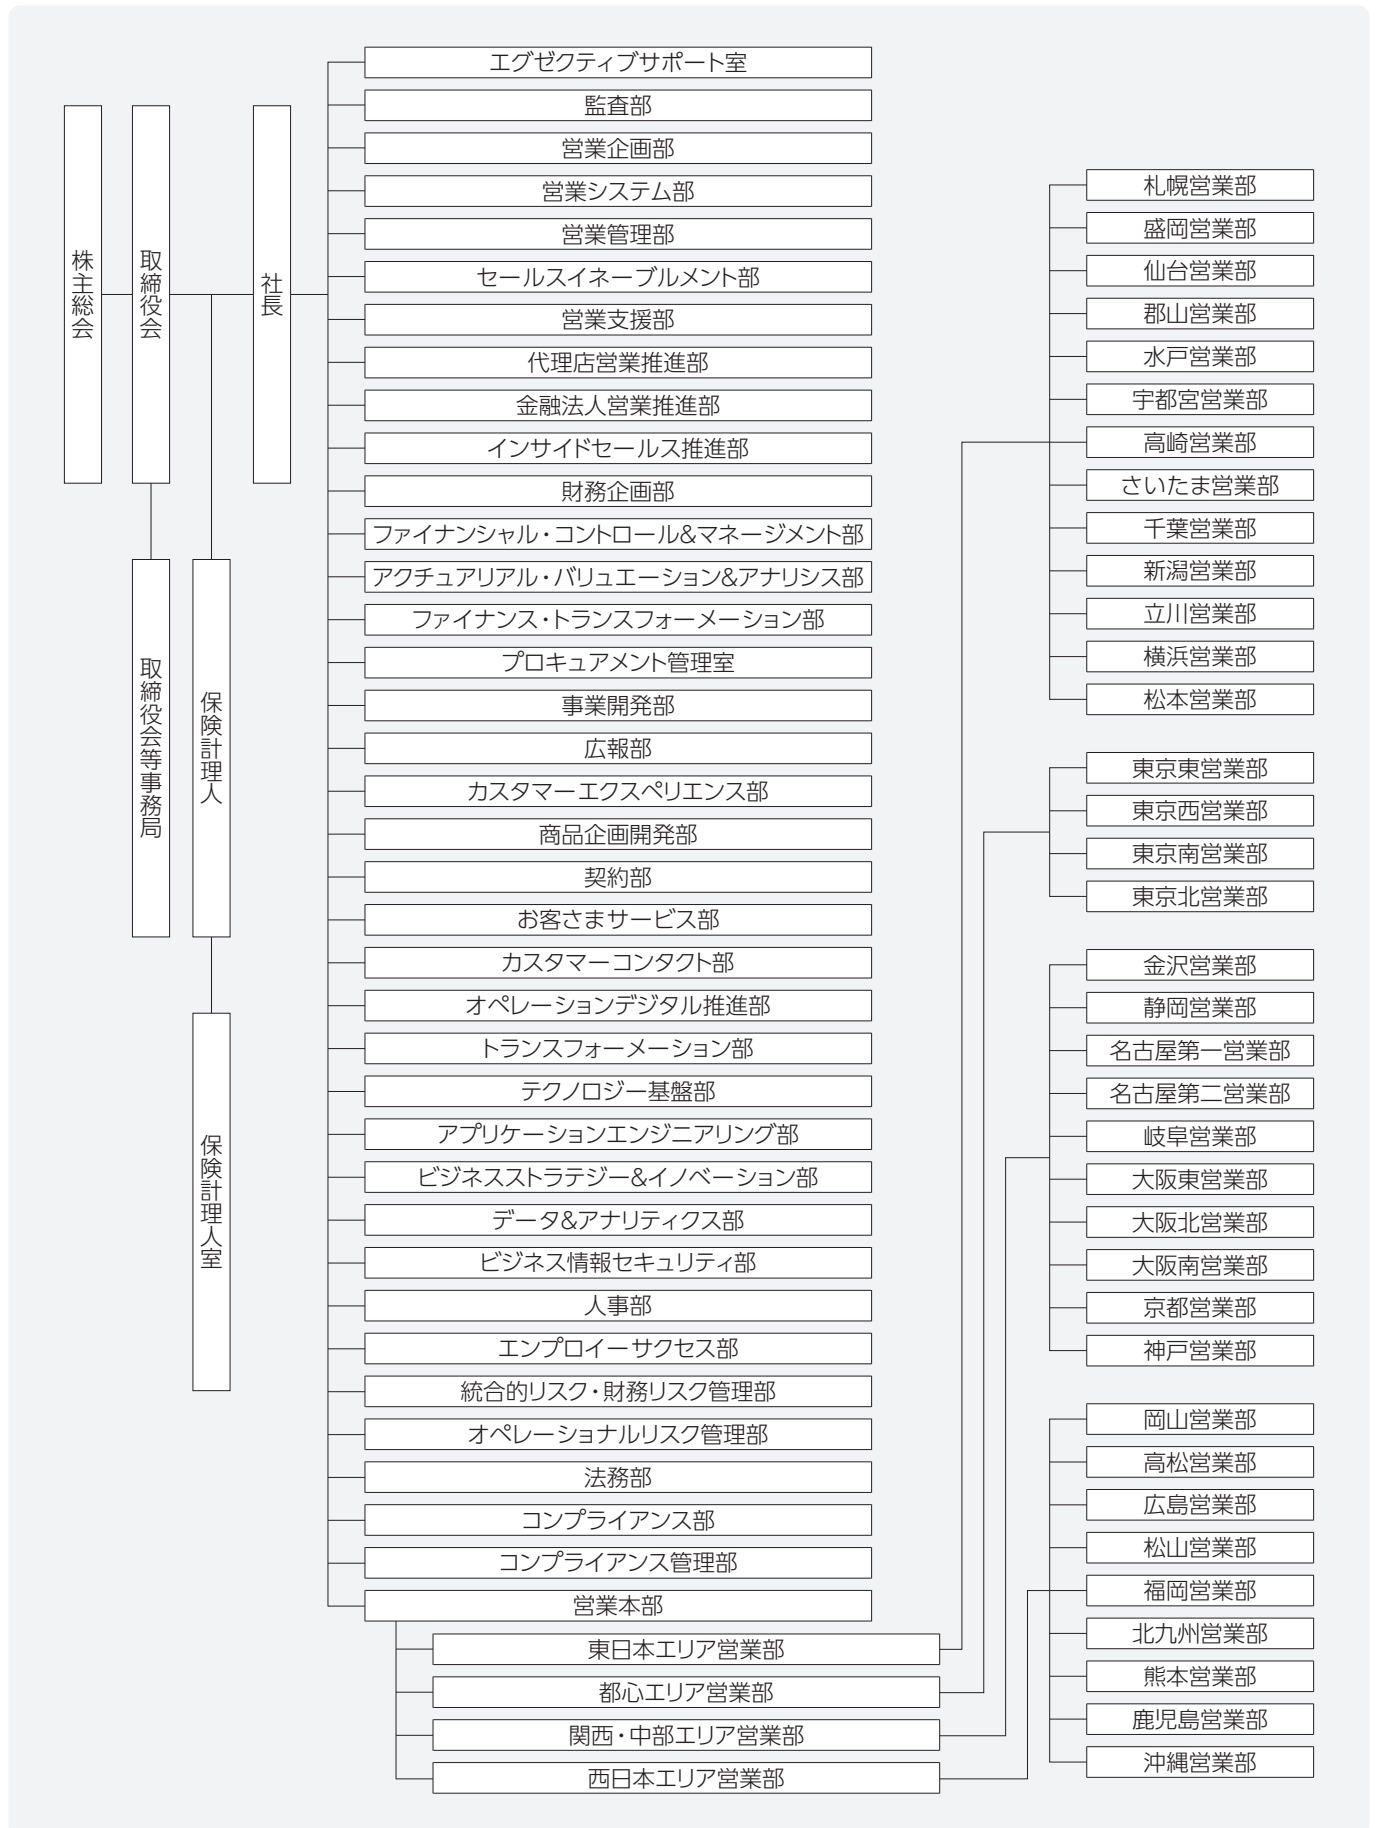 株主総会
取締役会
社長
取締役会等事務局
保険計理人
保険計理人室
エグゼクティブサポート室
監査部
営業企画部
営業システム部
営業管理部
セールスイネーブルメント部
営業支援部
代理店営業推進部
金融法人営業推進部
インサイドセールス推進部
財務企画部
ファイナンシャル・コントロール&マネージメント部
アクチュアリアル・バリュエーション&アナリシス部
ファイナンス・トランスフォーメーション部
プロキュアメント管理室
事業開発部
広報部
カスタマーエクスペリエンス部
商品企画開発部
契約部
お客さまサービス部
カスタマーコンタクト部
オペレーションデジタル推進部
トランスフォーメーション部
テクノロジー基盤部
アプリケーションエンジニアリング部
ビジネスストラテジー&イノベーション部
データ&アナリティクス部
ビジネス情報セキュリティ部
人事部
エンプロイーサクセス部
統合的リスク・財務リスク管理部
オペレーショナルリスク管理部
法務部
コンプライアンス部
コンプライアンス管理部
営業本部
東日本エリア営業部
都心エリア営業部
関西・中部エリア営業部
西日本エリア営業部
札幌営業部
盛岡営業部
仙台営業部
郡山営業部
水戸営業部
宇都宮営業部
高崎営業部
さいたま営業部
千葉営業部
新潟営業部
立川営業部
横浜営業部
松本営業部
東京東営業部
東京西営業部
東京南営業部
東京北営業部
金沢営業部
静岡営業部
名古屋第一営業部
名古屋第二営業部
岐阜営業部
大阪東営業部
大阪北営業部
大阪南営業部
京都営業部
神戸営業部
岡山営業部
高松営業部
広島営業部
松山営業部
福岡営業部
北九州営業部
熊本営業部
鹿児島営業部
沖縄営業部